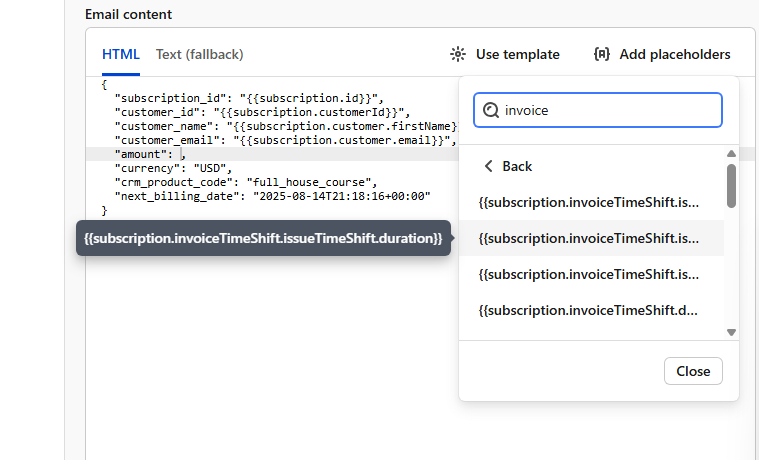 Email content
HTML Text (fallback) Use template Add placeholders
{
"subscription_id": "{{subscription.id}}",
"customer_id": "{{subscription.customerId}}",
"customer_name": "{{subscription.customer.firstName}
"customer_email": "{{subscription.customer.email}}",
"amount": ,
"currency": "USD",
"crm_product_code": "full_house_course",
"next_billing_date": "2025-08-14T21:18:16+00:00"
}
{{subscription.invoiceTimeShift.issueTimeShift.duration}}
invoice
Back
{{subscription.invoiceTimeShift.is...
{{subscription.invoiceTimeShift.is...
{{subscription.invoiceTimeShift.is...
{{subscription.invoiceTimeShift.d...
Close